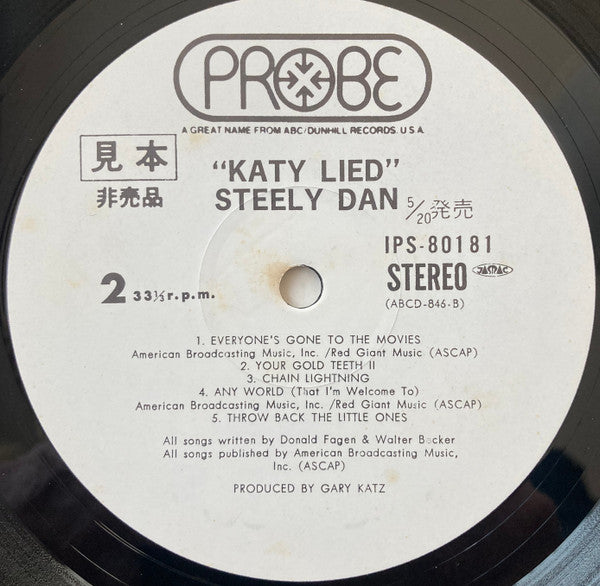 PROBE
A GREAT NAME FROM ABC/DUNHILL RECORDS. U.S.A.
見本
非売品
"KATY LIED"
STEELY DAN
5/20発売
IPS-80181
STEREO JASRAC
(ABCD-846-B)
2 33⅓ r.p.m.
1. EVERYONE'S GONE TO THE MOVIES
American Broadcasting Music, Inc. /Red Giant Music (ASCAP)
2. YOUR GOLD TEETH II
3. CHAIN LIGHTNING
4. ANY WORLD (That I'm Welcome To)
American Broadcasting Music, Inc. /Red Giant Music (ASCAP)
5. THROW BACK THE LITTLE ONES
All songs written by Donald Fagen & Walter Becker
All songs published by American Broadcasting Music,
Inc. (ASCAP)
PRODUCED BY GARY KATZ